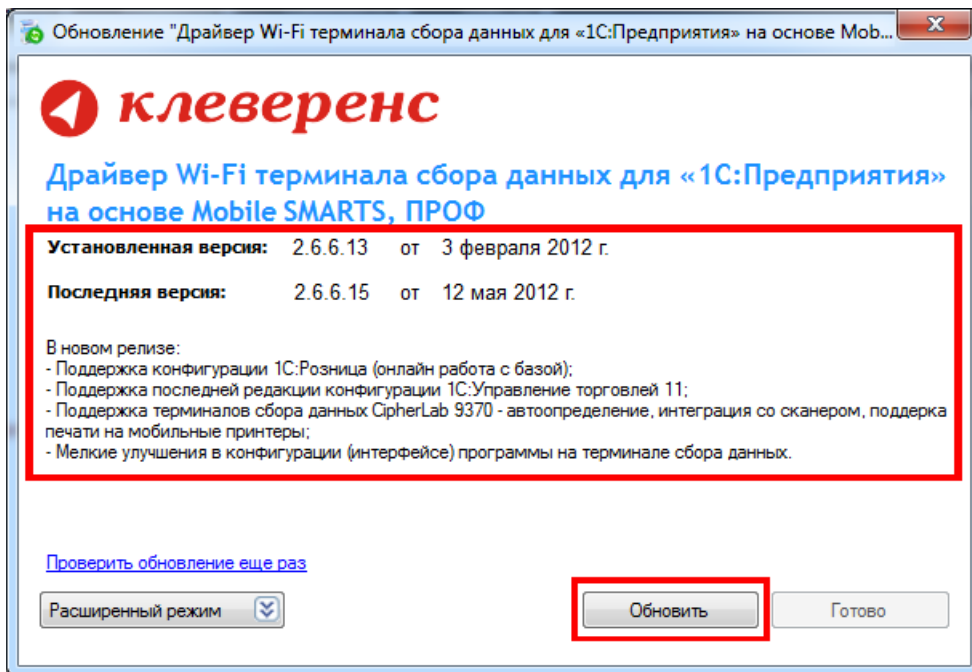 Обновление "Драйвер Wi-Fi терминала сбора данных для «1С:Предприятия» на основе Mob...
клеверенс
Драйвер Wi-Fi терминала сбора данных для «1С:Предприятия»
на основе Mobile SMARTS, ПРОФ
Установленная версия: 2.6.6.13 от 3 февраля 2012 г.
Последняя версия: 2.6.6.15 от 12 мая 2012 г.
В новом релизе:
- Поддержка конфигурации 1С:Розница (онлайн работа с базой);
- Поддержка последней редакции конфигурации 1С:Управление торговлей 11;
- Поддержка терминалов сбора данных CipherLab 9370 - автоопределение, интеграция со сканером, поддерка
печати на мобильные принтеры;
- Мелкие улучшения в конфигурации (интерфейсе) программы на терминале сбора данных.
Проверить обновление еще раз
Расширенный режим Обновить Готово